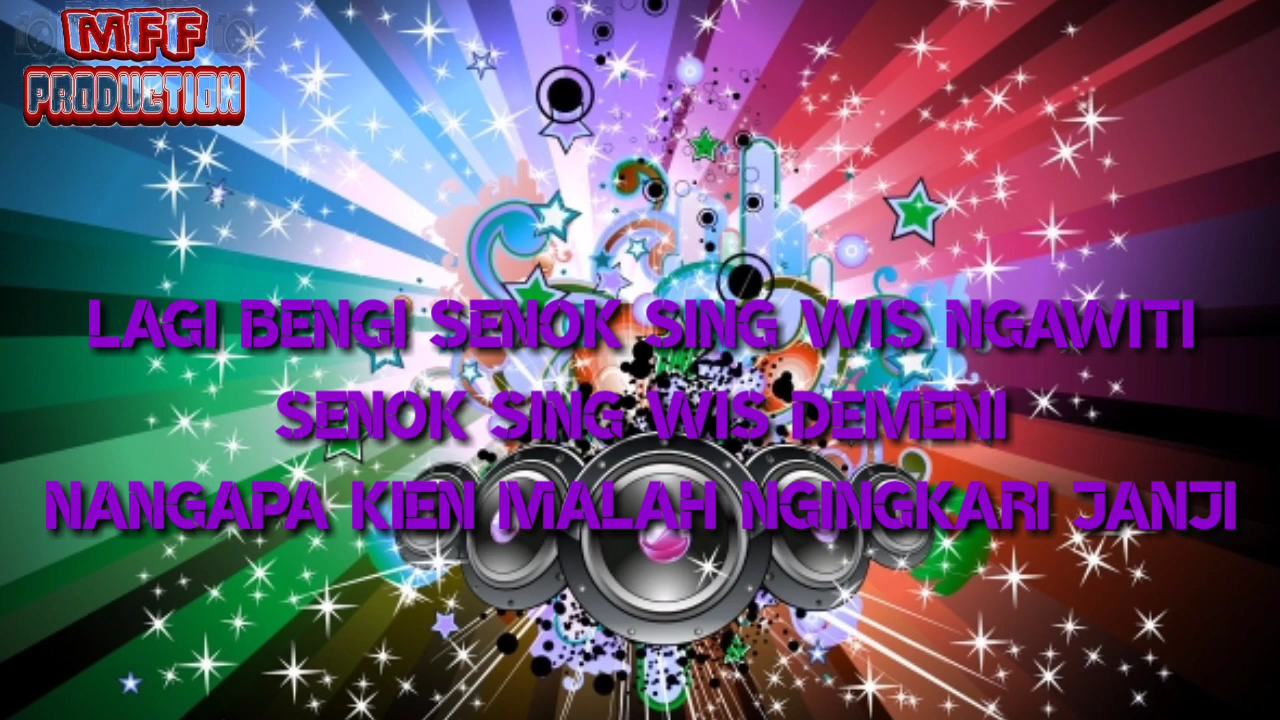 MFF
PRODUCTION
LAGI BENGI SENOK SING WIS NGAWITI
SENOK SING WIS DEMENI
NANGAPA KIEN MALAH NGINGKARI JANJI